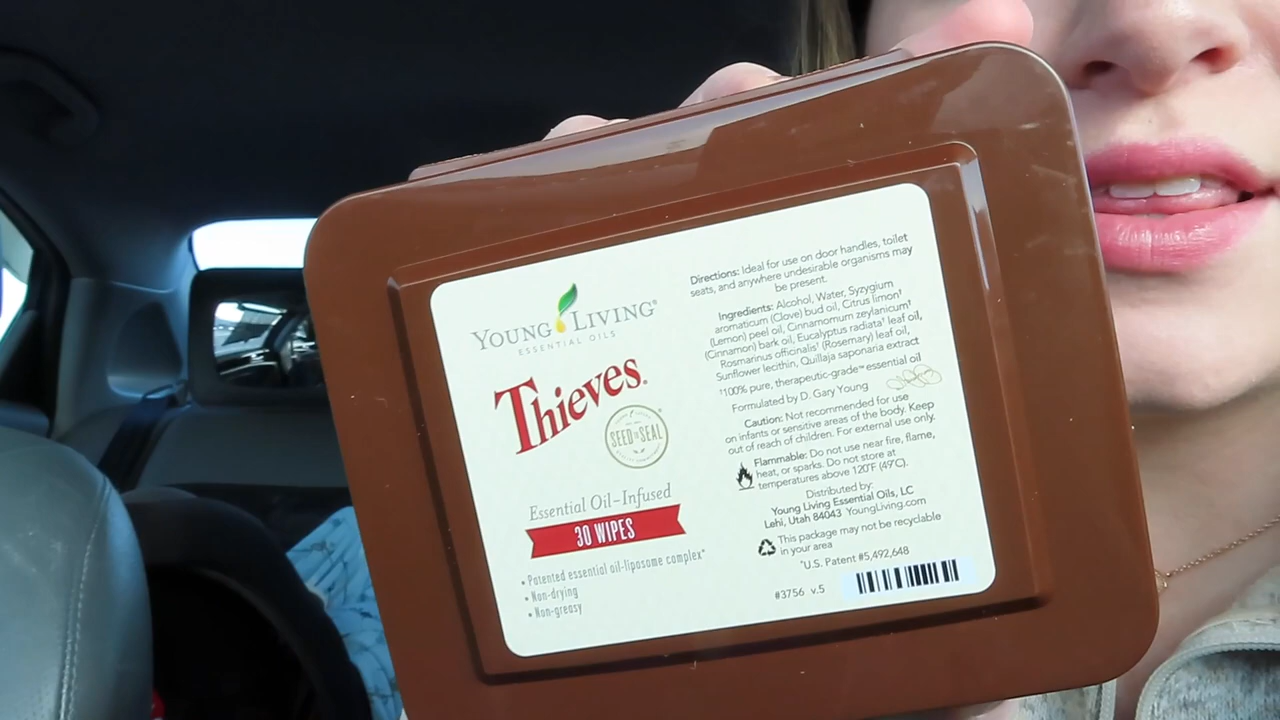 YOUNG LIVING®
ESSENTIAL OILS
THIEVES®
SEED TO SEAL®
Essential Oil–Infused
30 WIPES
• Patented essential oil-liposome complex*
• Non-drying
• Non-greasy
Directions: Ideal for use on door handles, toilet
seats, and anywhere undesirable organisms may
be present.
Ingredients: Alcohol, Water, Syzygium
aromaticum (Clove) bud oil, Citrus limon†
(Lemon) peel oil, Cinnamomum zeylanicum†
(Cinnamon) bark oil, Eucalyptus radiata† leaf oil,
Rosmarinus officinalis† (Rosemary) leaf oil,
Sunflower lecithin, Quillaja saponaria extract
†100% pure, therapeutic-grade™ essential oil
Formulated by D. Gary Young
Caution: Not recommended for use
on infants or sensitive areas of the body. Keep
out of reach of children. For external use only.
Flammable: Do not use near fire, flame,
heat, or sparks. Do not store at
temperatures above 120°F (49°C).
Distributed by:
Young Living Essential Oils, LC
Lehi, Utah 84043 YoungLiving.com
This package may not be recyclable
in your area
*U.S. Patent #5,492,648
#3756 v.5